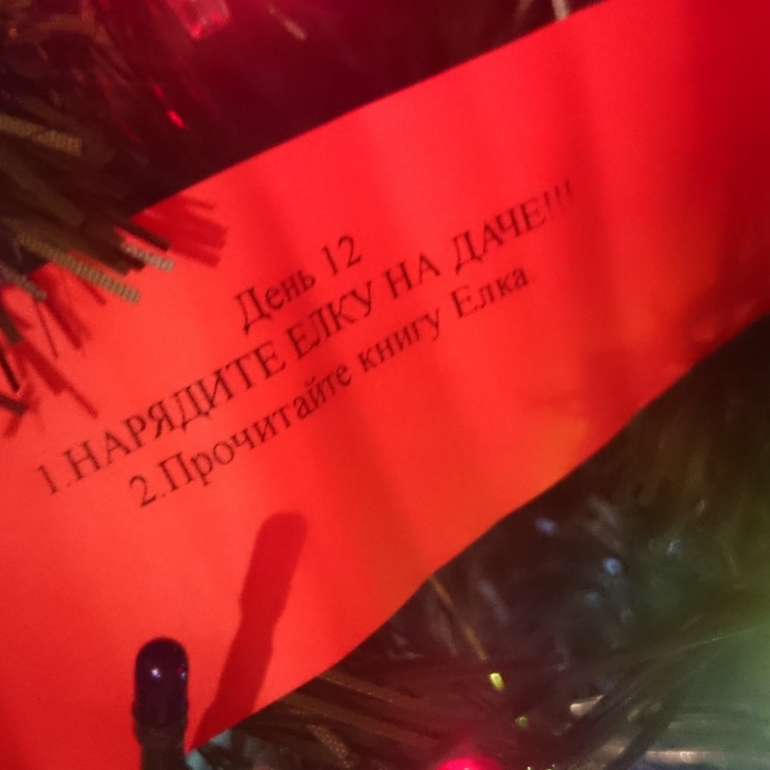 День 12
1.НАРЯДИТЕ ЕЛКУ НА ДАЧЕ!!!
2.Прочитайте книгу Елка.